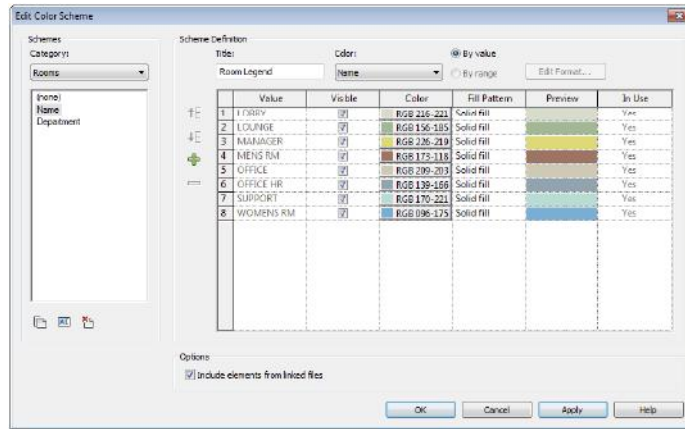 Edit Color Scheme
Schemes
Category:
Rooms
(none)
Name
Department
Scheme Definition
Title:
Color:
By value
Room Legend
Name
By range
Edit Format...
Value Visible Color Fill Pattern Preview In Use
1 LOBBY RGB 216-221 Solid fill Yes
2 LOUNGE RGB 156-185 Solid fill Yes
3 MANAGER RGB 226-219 Solid fill Yes
4 MENS RM RGB 173-118 Solid fill Yes
5 OFFICE RGB 209-203 Solid fill Yes
6 OFFICE HR RGB 139-166 Solid fill Yes
7 SUPPORT RGB 170-221 Solid fill Yes
8 WOMENS RM RGB 096-175 Solid fill Yes
Options
Include elements from linked files
OK Cancel Apply Help